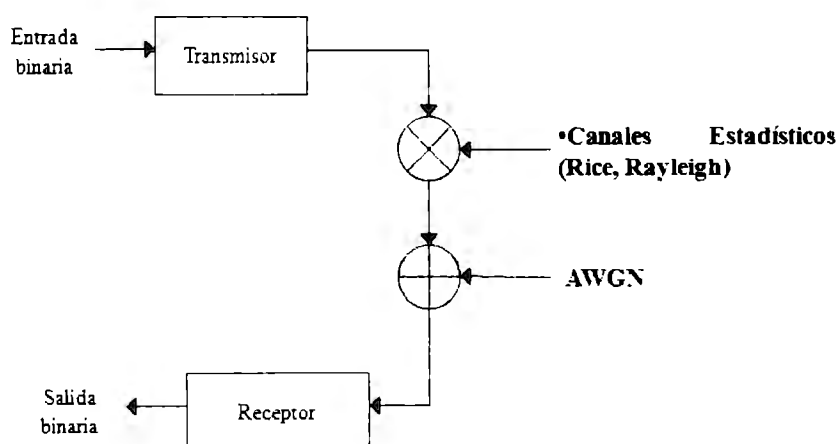 Entrada
binaria
Transmisor
•Canales Estadísticos
(Rice, Rayleigh)
AWGN
Salida
binaria
Receptor